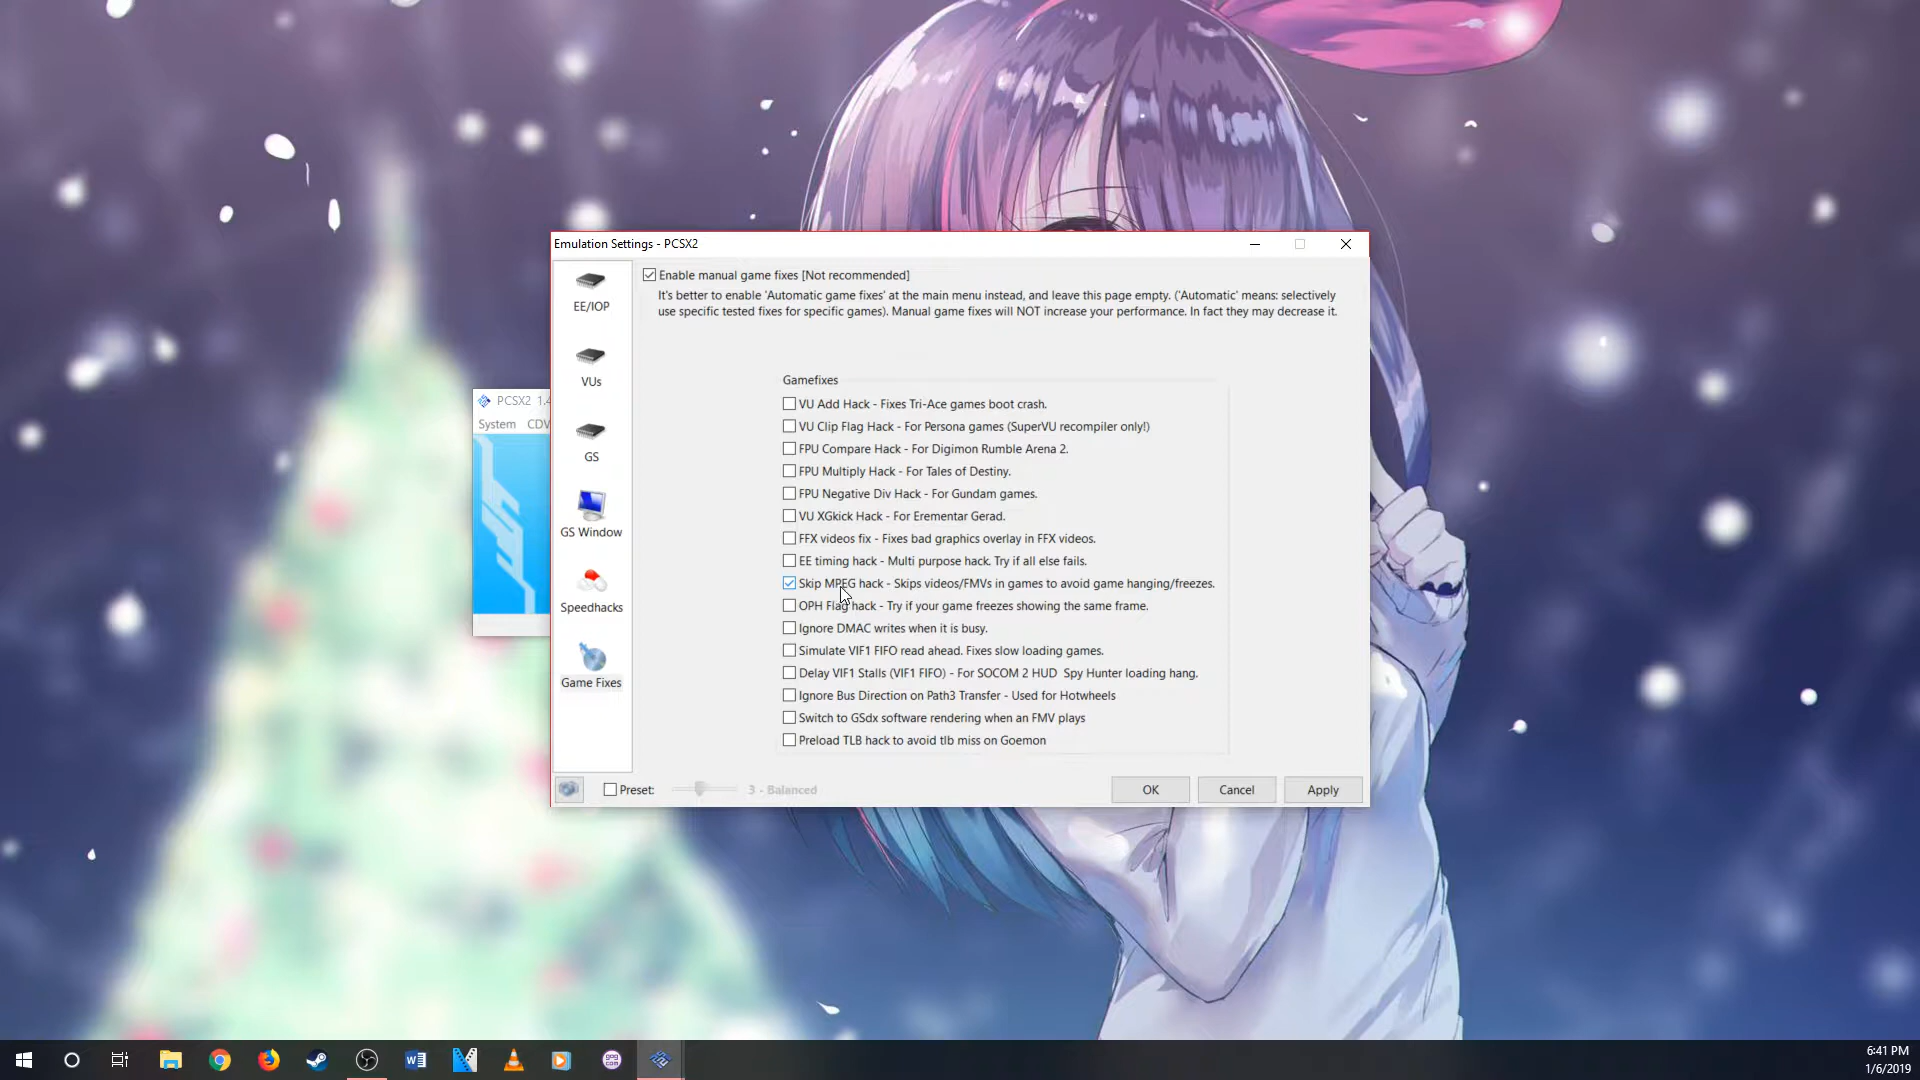 Emulation Settings - PCSX2
EE/IOP
VUs
GS
GS Window
Speedhacks
Game Fixes
Enable manual game fixes [Not recommended]
It's better to enable 'Automatic game fixes' at the main menu instead, and leave this page empty. ('Automatic' means: selectively
use specific tested fixes for specific games). Manual game fixes will NOT increase your performance. In fact they may decrease it.
PCSX2 1.4
System CDV
Gamefixes
VU Add Hack - Fixes Tri-Ace games boot crash.
VU Clip Flag Hack - For Persona games (SuperVU recompiler only!)
FPU Compare Hack - For Digimon Rumble Arena 2.
FPU Multiply Hack - For Tales of Destiny.
FPU Negative Div Hack - For Gundam games.
VU XGkick Hack - For Erementar Gerad.
FFX videos fix - Fixes bad graphics overlay in FFX videos.
EE timing hack - Multi purpose hack. Try if all else fails.
Skip MPEG hack - Skips videos/FMVs in games to avoid game hanging/freezes.
OPH Flag hack - Try if your game freezes showing the same frame.
Ignore DMAC writes when it is busy.
Simulate VIF1 FIFO read ahead. Fixes slow loading games.
Delay VIF1 Stalls (VIF1 FIFO) - For SOCOM 2 HUD Spy Hunter loading hang.
Ignore Bus Direction on Path3 Transfer - Used for Hotwheels
Switch to GSdx software rendering when an FMV plays
Preload TLB hack to avoid tlb miss on Goemon
Preset: 3 - Balanced
OK Cancel Apply
gog
com
6:41 PM
1/6/2019